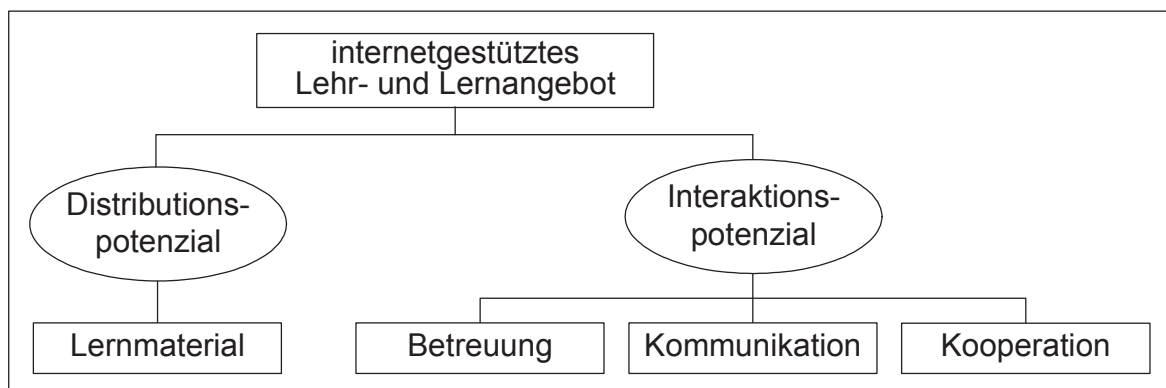 internetgestütztes
Lehr- und Lernangebot
Distributions-
potenzial
Interaktions-
potenzial
Lernmaterial
Betreuung
Kommunikation
Kooperation